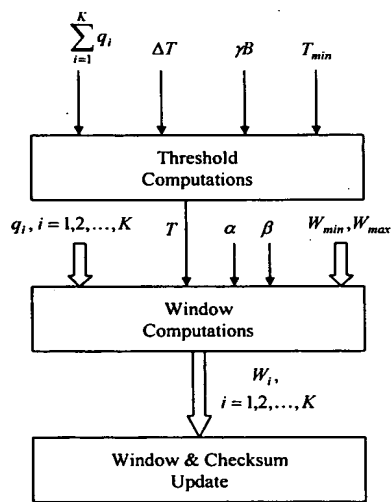 K
∑ q_i
i=1
ΔT
γB
T_min
Threshold
Computations
q_i, i = 1,2,...,K
T
α
β
W_min, W_max
Window
Computations
W_i,
i = 1,2,...,K
Window & Checksum
Update